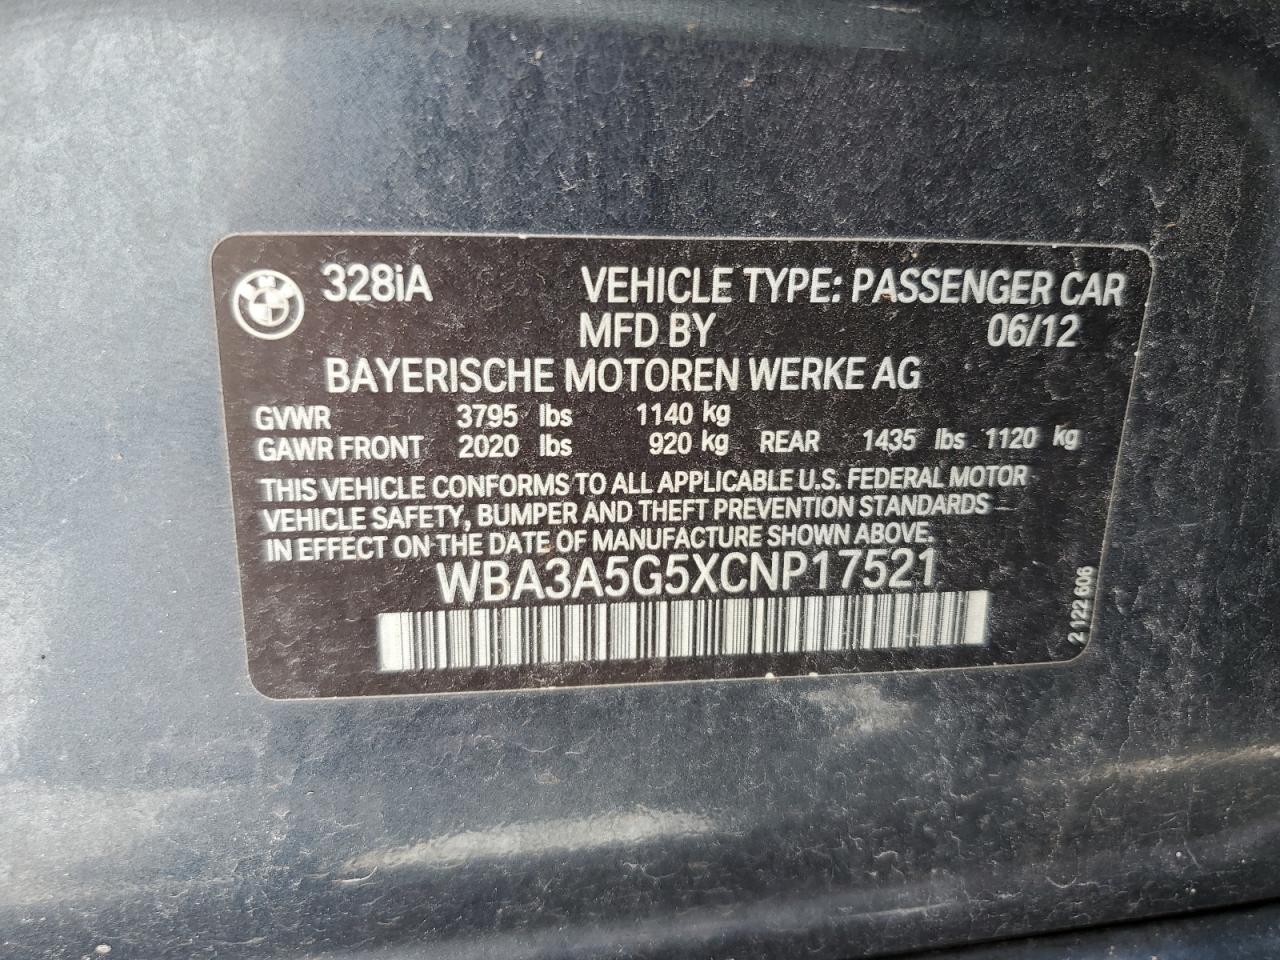 328iA VEHICLE TYPE: PASSENGER CAR
MFD BY 06/12
BAYERISCHE MOTOREN WERKE AG
GVWR 3795 lbs 1140 kg
GAWR FRONT 2020 lbs 920 kg REAR 1435 lbs 1120 kg
THIS VEHICLE CONFORMS TO ALL APPLICABLE U.S. FEDERAL MOTOR
VEHICLE SAFETY, BUMPER AND THEFT PREVENTION STANDARDS
IN EFFECT ON THE DATE OF MANUFACTURE SHOWN ABOVE.
WBA3A5G5XCNP17521
2 122 606